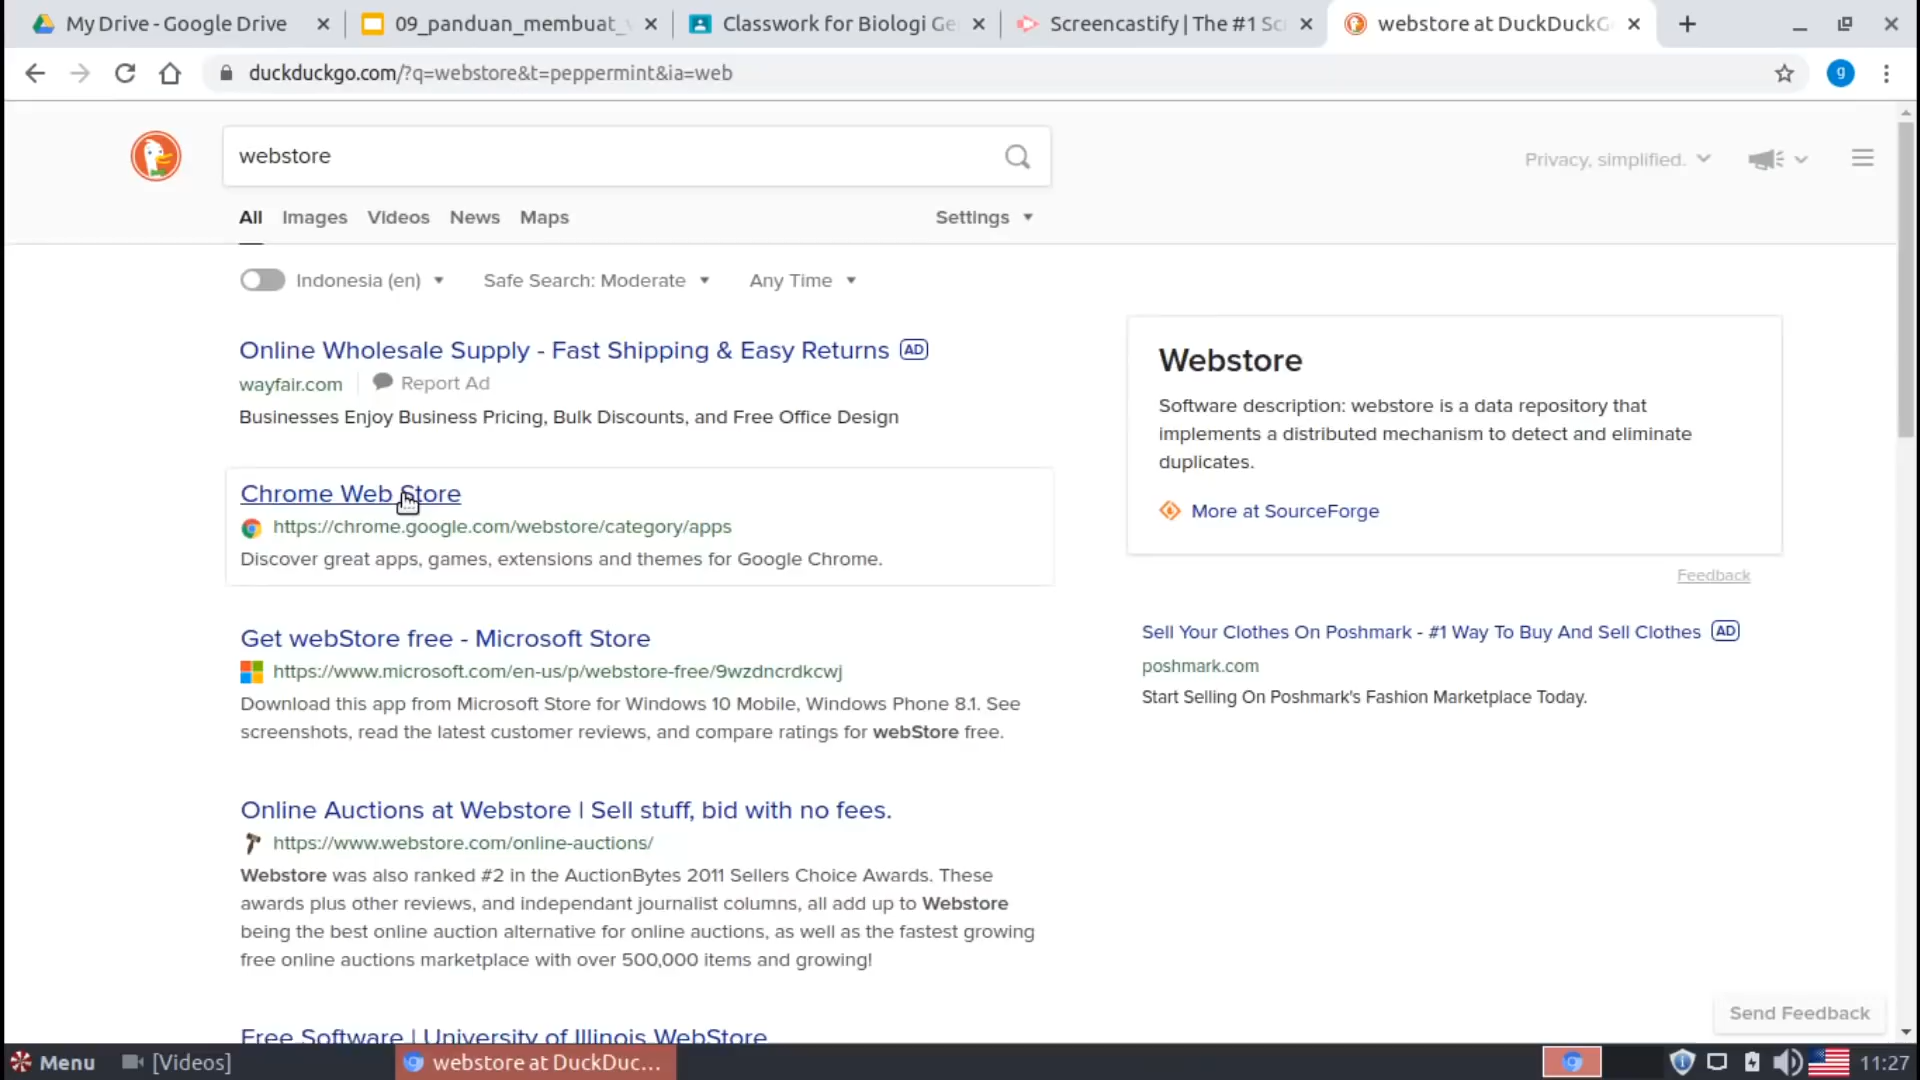 My Drive - Google Drive
09_panduan_membuat_
Classwork for Biologi Ge
Screencastify | The #1 Sc
webstore at DuckDuckG
duckduckgo.com/?q=webstore&t=peppermint&ia=web
g
webstore
Privacy, simplified.
All Images Videos News Maps Settings
Indonesia (en) Safe Search: Moderate Any Time
Online Wholesale Supply - Fast Shipping & Easy Returns AD
wayfair.com Report Ad
Businesses Enjoy Business Pricing, Bulk Discounts, and Free Office Design
Chrome Web Store
https://chrome.google.com/webstore/category/apps
Discover great apps, games, extensions and themes for Google Chrome.
Get webStore free - Microsoft Store
https://www.microsoft.com/en-us/p/webstore-free/9wzdncrdkcwj
Download this app from Microsoft Store for Windows 10 Mobile, Windows Phone 8.1. See
screenshots, read the latest customer reviews, and compare ratings for webStore free.
Online Auctions at Webstore | Sell stuff, bid with no fees.
https://www.webstore.com/online-auctions/
Webstore was also ranked #2 in the AuctionBytes 2011 Sellers Choice Awards. These
awards plus other reviews, and independant journalist columns, all add up to Webstore
being the best online auction alternative for online auctions, as well as the fastest growing
free online auctions marketplace with over 500,000 items and growing!
Free Software | University of Illinois WebStore
Webstore
Software description: webstore is a data repository that
implements a distributed mechanism to detect and eliminate
duplicates.
More at SourceForge
Feedback
Sell Your Clothes On Poshmark - #1 Way To Buy And Sell Clothes AD
poshmark.com
Start Selling On Poshmark's Fashion Marketplace Today.
Send Feedback
Menu
[Videos]
webstore at DuckDuc...
11:27